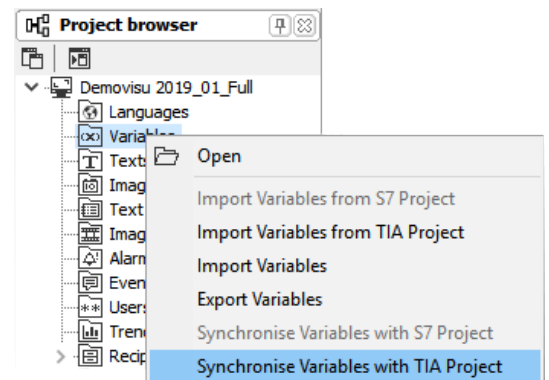 Project browser
Demovisu 2019_01_Full
Languages
Open
Import Variables from S7 Project
Text
Import Variables from TIA Project
Import Variables
Export Variables
Synchronise Variables with S7 Project
Synchronise Variables with TIA Project